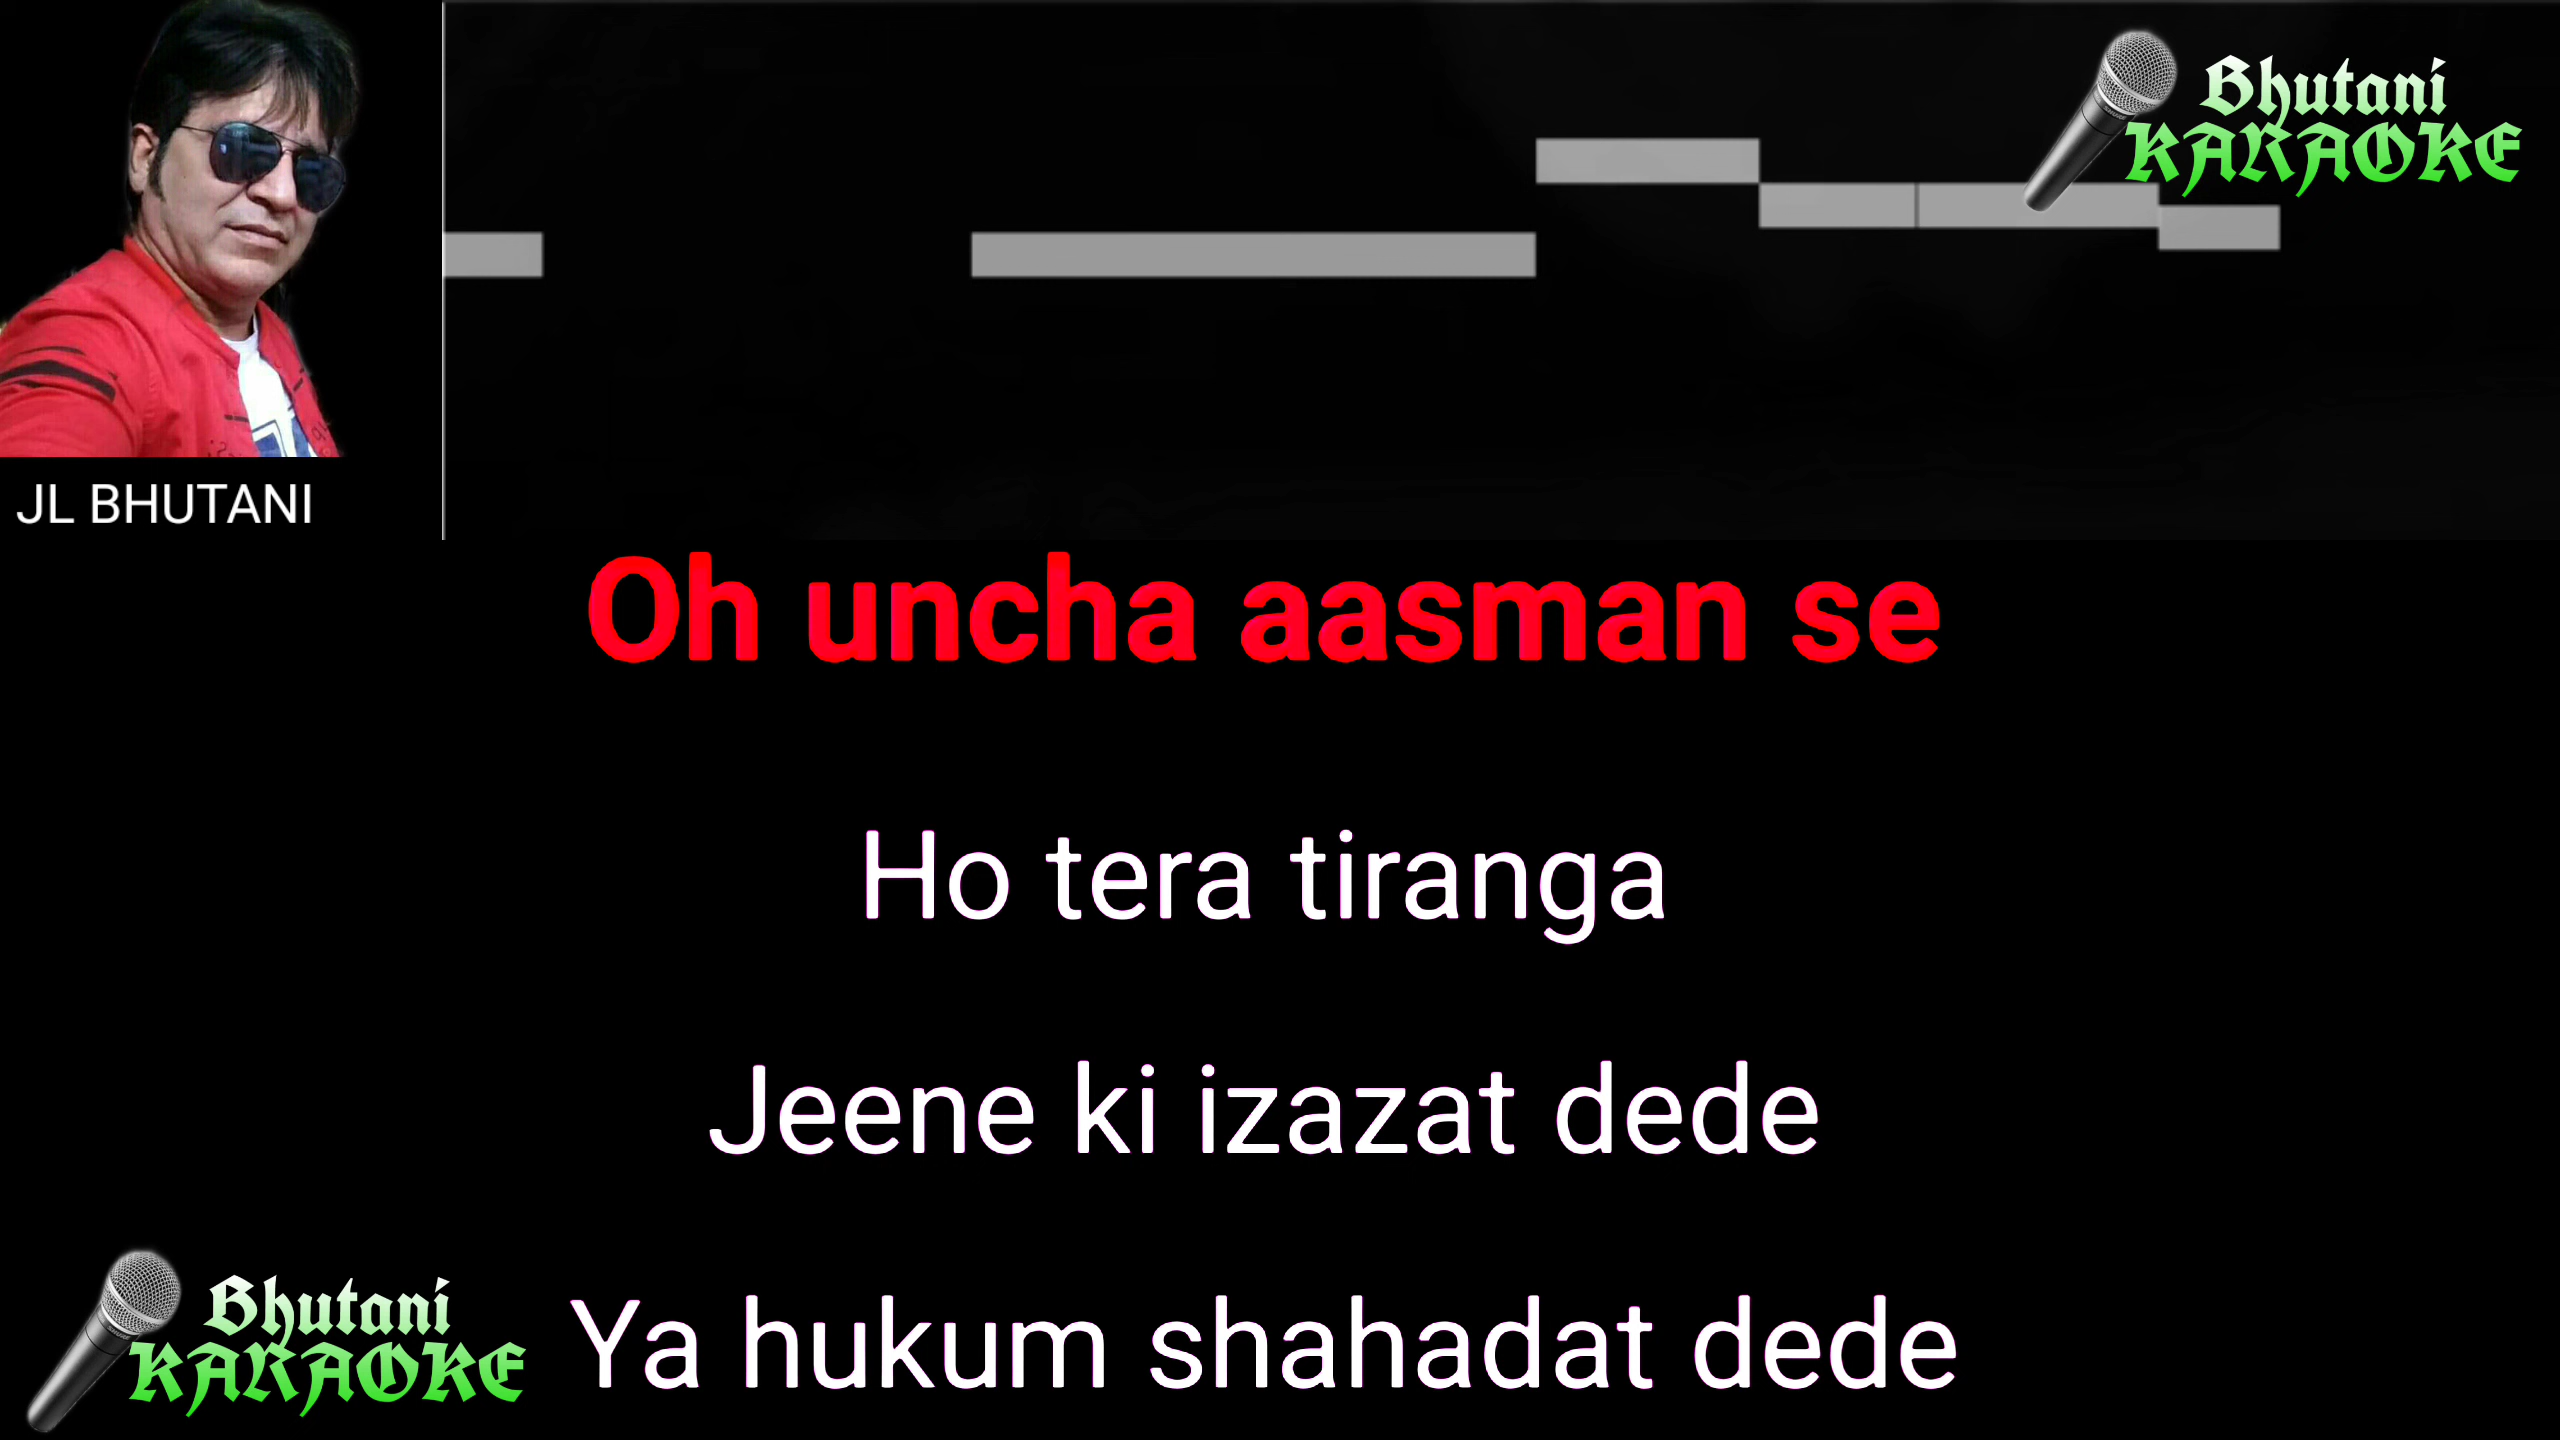 Bhutani
KARAOKE
JL BHUTANI
Oh uncha aasman se
Ho tera tiranga
Jeene ki izazat dede
Ya hukum shahadat dede
Bhutani
KARAOKE